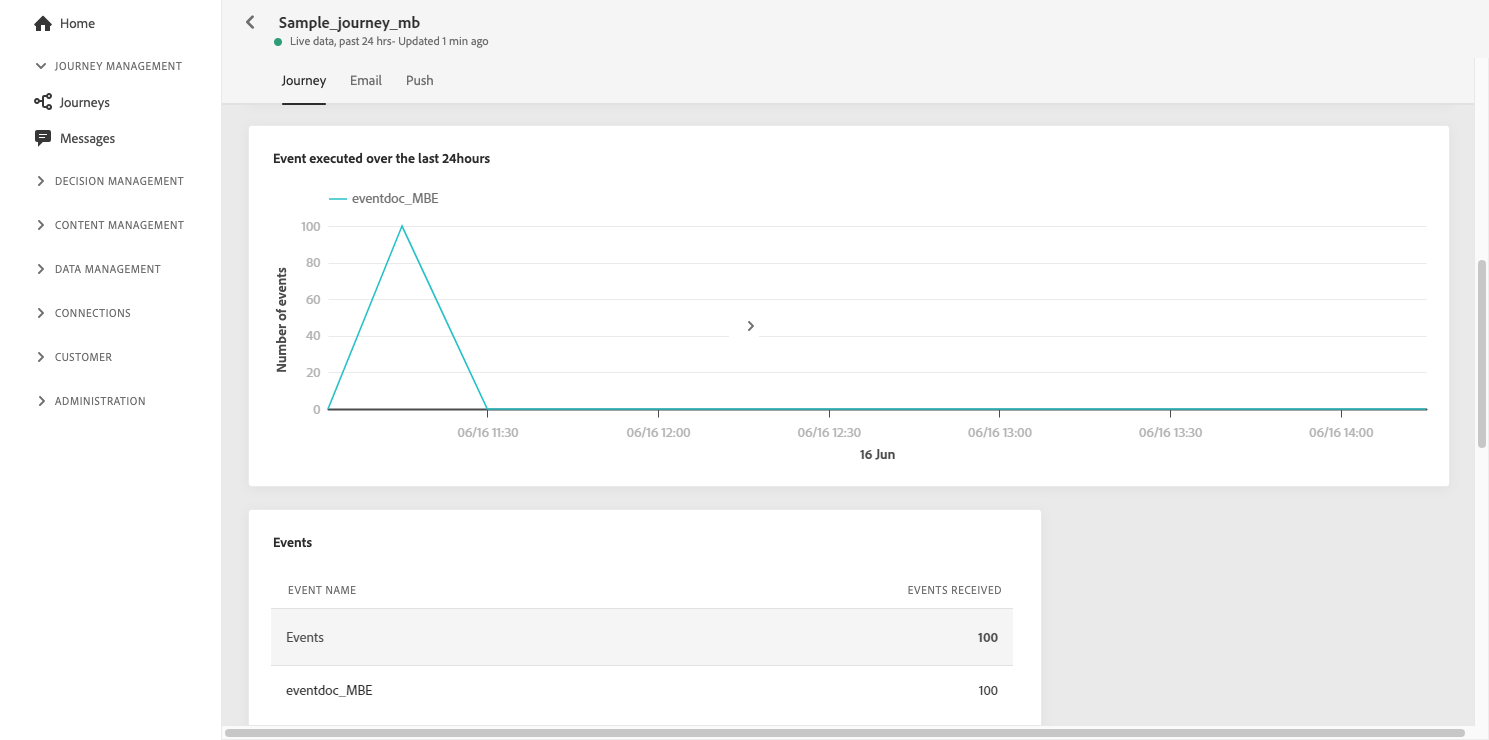 Home
JOURNEY MANAGEMENT
Journeys
Messages
DECISION MANAGEMENT
CONTENT MANAGEMENT
DATA MANAGEMENT
CONNECTIONS
CUSTOMER
ADMINISTRATION
Sample_journey_mb
Live data, past 24 hrs- Updated 1 min ago
Journey Email Push
Event executed over the last 24hours
eventdoc_MBE
Number of events
100
80
60
40
20
0
06/16 11:30 06/16 12:00 06/16 12:30 06/16 13:00 06/16 13:30 06/16 14:00
16 Jun
Events
EVENT NAME EVENTS RECEIVED
Events 100
eventdoc_MBE 100